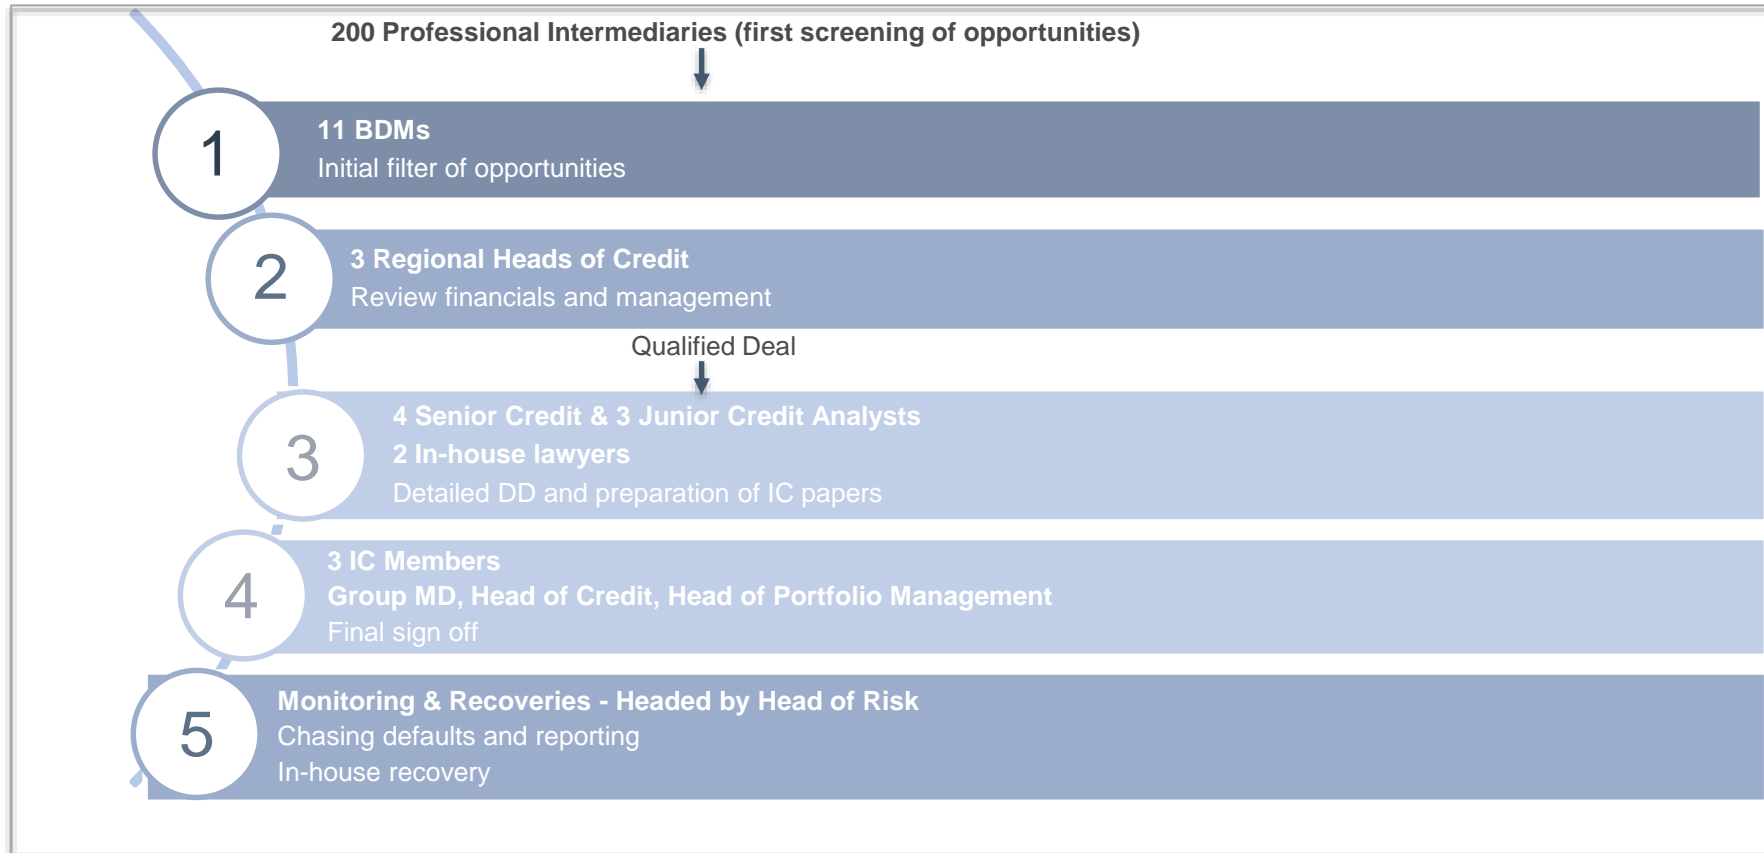 200 Professional Intermediaries (first screening of opportunities)
1
11 BDMs
Initial filter of opportunities
2
3 Regional Heads of Credit
Review financials and management
Qualified Deal
3
4 Senior Credit & 3 Junior Credit Analysts
2 In-house lawyers
Detailed DD and preparation of IC papers
4
3 IC Members
Group MD, Head of Credit, Head of Portfolio Management
Final sign off
5
Monitoring & Recoveries - Headed by Head of Risk
Chasing defaults and reporting
In-house recovery